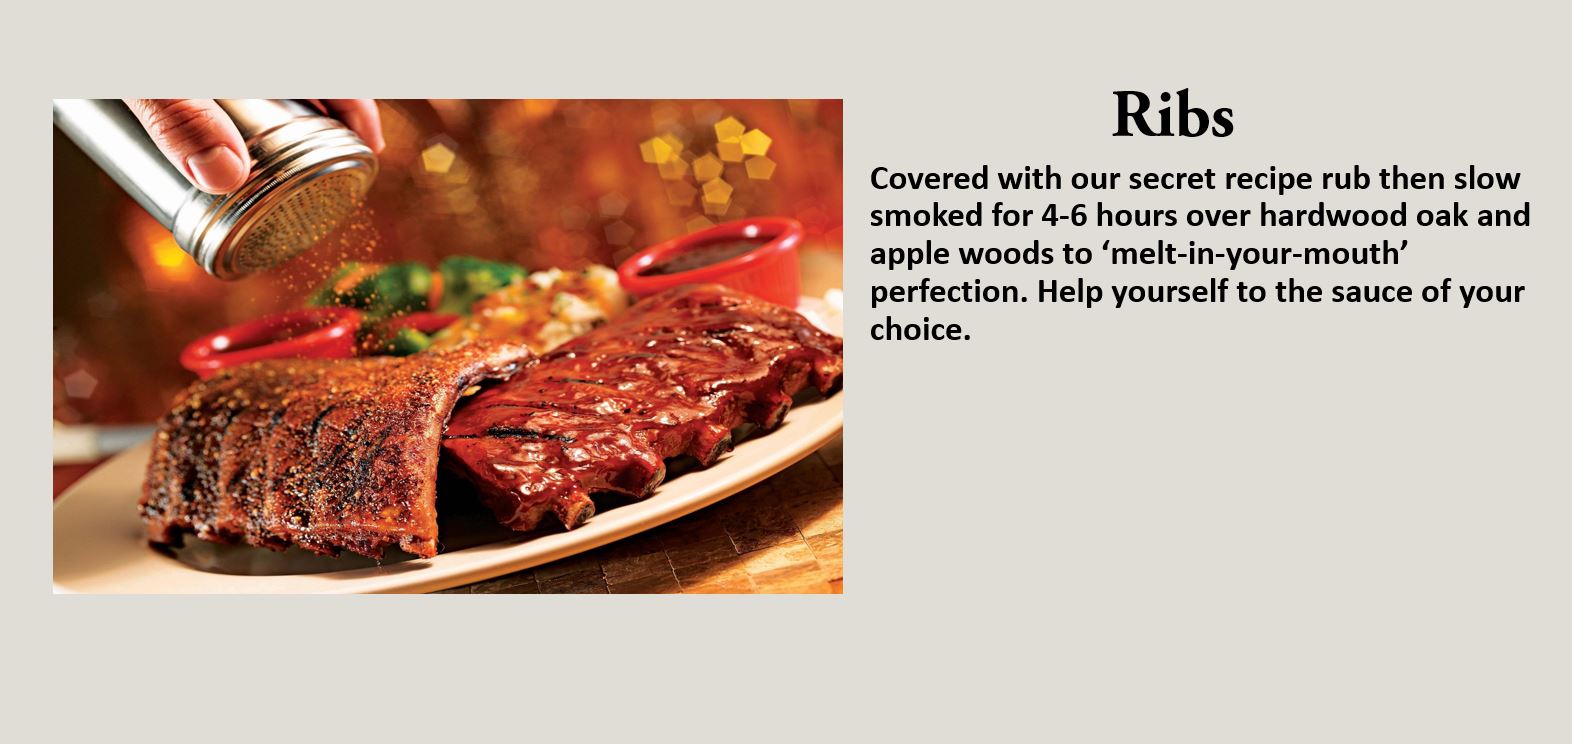 Ribs
Covered with our secret recipe rub then slow
smoked for 4-6 hours over hardwood oak and
apple woods to ‘melt-in-your-mouth’
perfection. Help yourself to the sauce of your
choice.